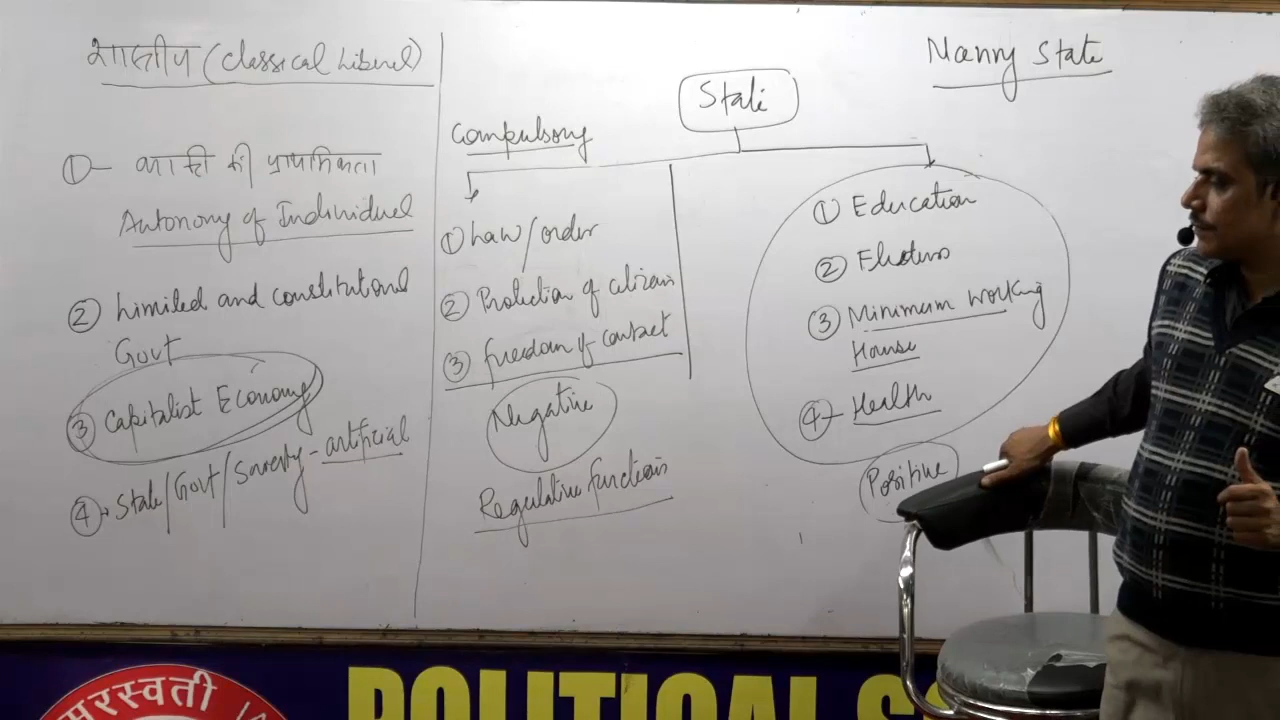 शास्त्रीय (Classical Liberal)
①- व्यक्ति की प्राथमिकता
Autonomy of Individual
② Limited and constitutional
Govt
③ Capitalist Economy
④ State/Govt/Society - artificial
State
Compulsory
① Law/order
② Protection of citizens
③ freedom of contract
Negative
Regulative functions
Nanny State
① Education
②
③ Minimum working
House
④- Health
Positive
सरस्वती
POLITICAL